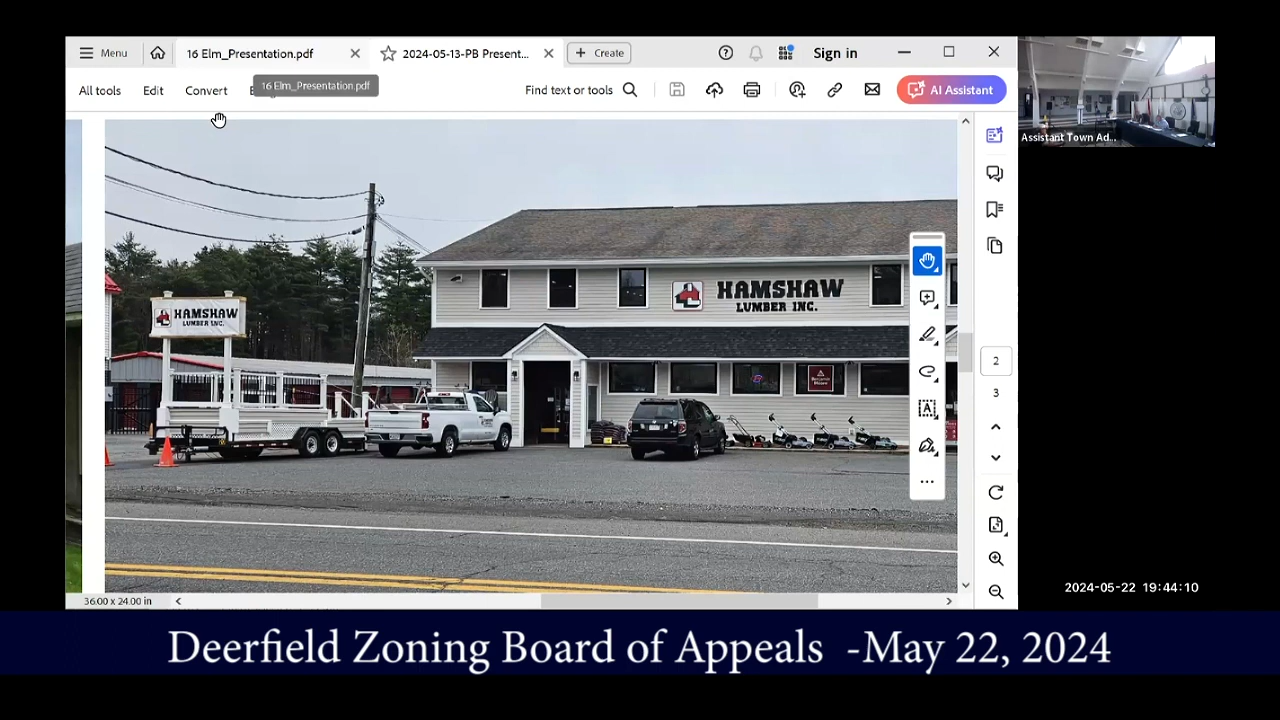 Menu
16 Elm_Presentation.pdf
2024-05-13-PB Present...
Create
Sign in
All tools
Edit
Convert
16 Elm_Presentation.pdf
Find text or tools
AI Assistant
Assistant Town Ad...
HAMSHAW
LUMBER INC.
HAMSHAW
LUMBER INC.
2
3
36.00 x 24.00 in
2024-05-22 19:44:10
Deerfield Zoning Board of Appeals -May 22, 2024